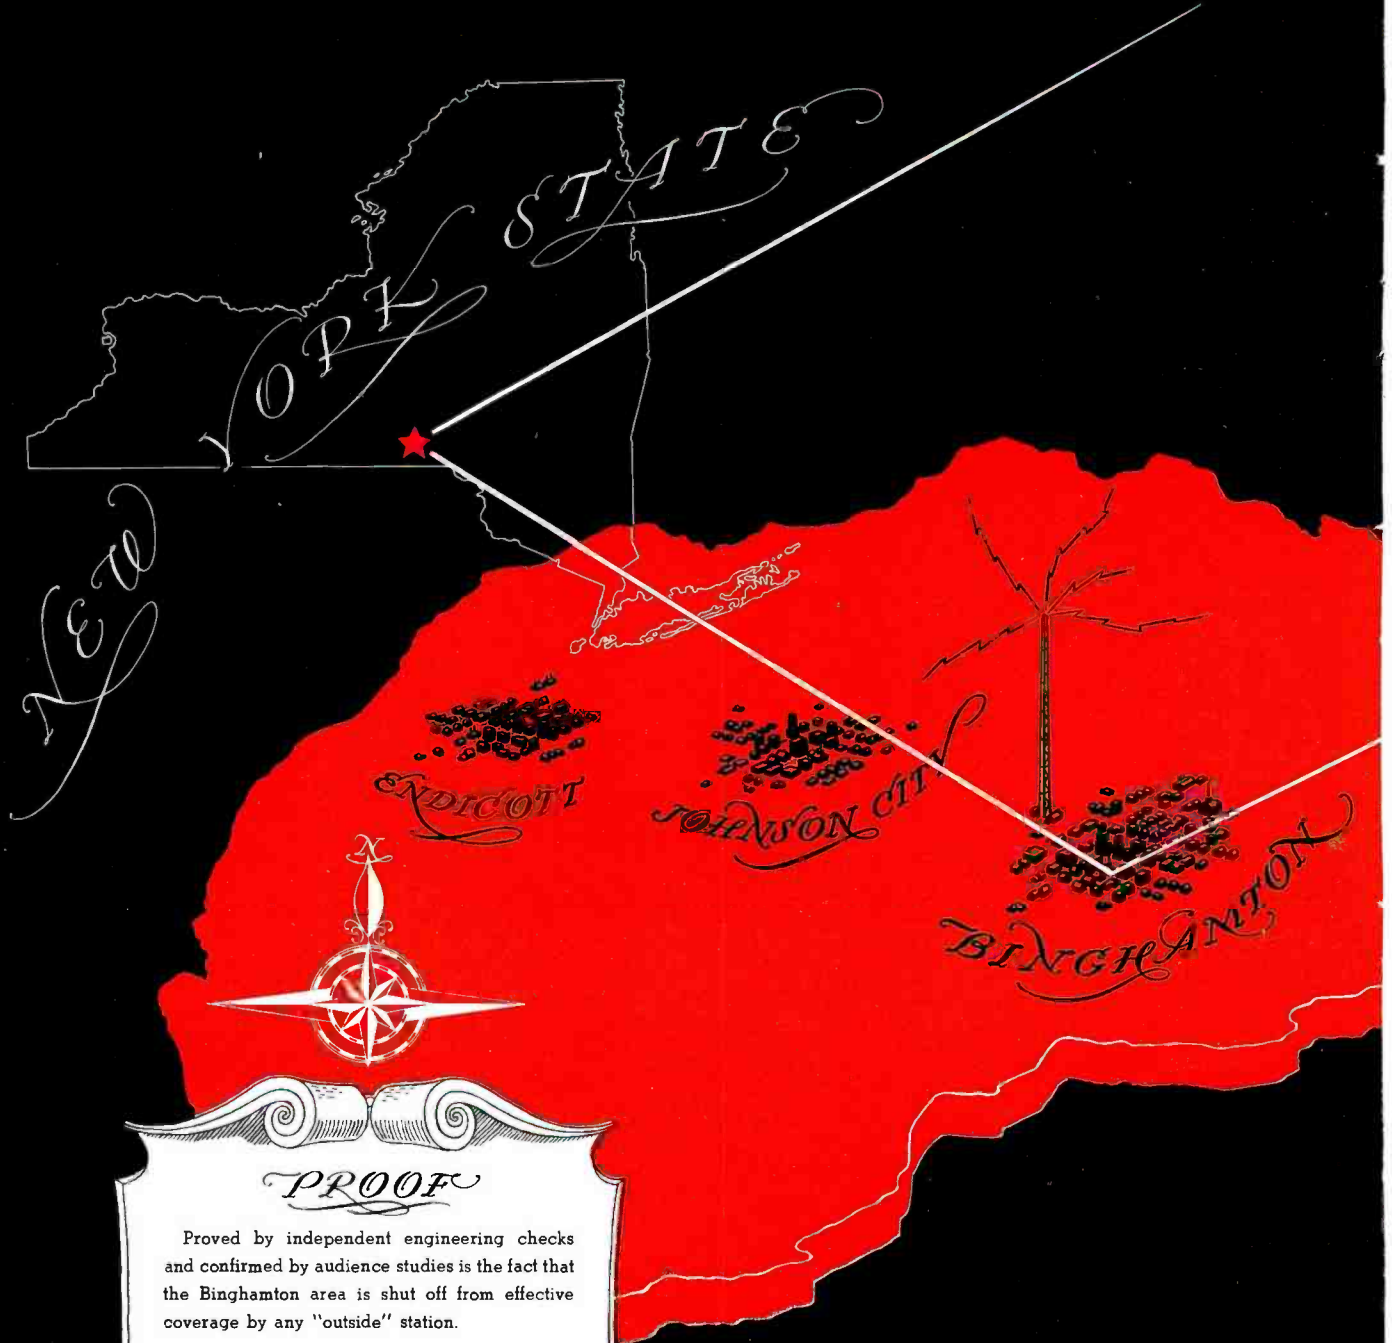 NEW YORK STATE
ENDICOTT
JOHNSON CITY
BINGHAMTON
N
PROOF
Proved by independent engineering checks
and confirmed by audience studies is the fact that
the Binghamton area is shut off from effective
coverage by any "outside" station.